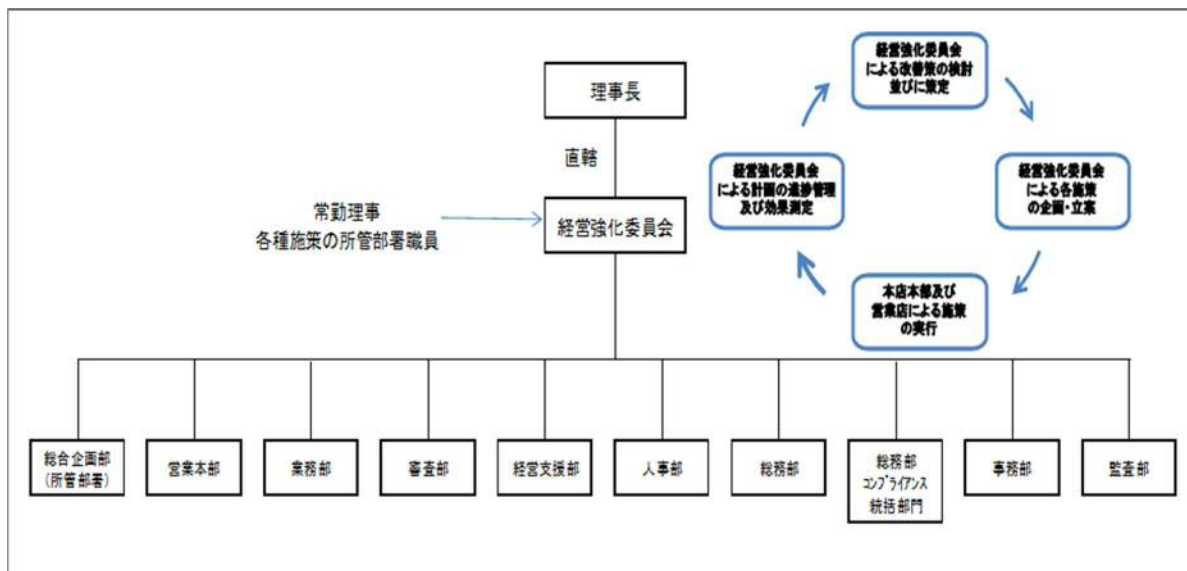 理事長
直轄
常勤理事
各種施策の所管部署職員
経営強化委員会
経営強化委員会
による改善策の検討
並びに策定
経営強化委員会
による各施策
の企画・立案
本店本部及び
営業店による施策
の実行
経営強化委員会
による計画の進捗管理
及び効果測定
総合企画部
(所管部署)
営業本部
業務部
審査部
経営支援部
人事部
総務部
総務部
コンプライアンス
統括部門
事務部
監査部